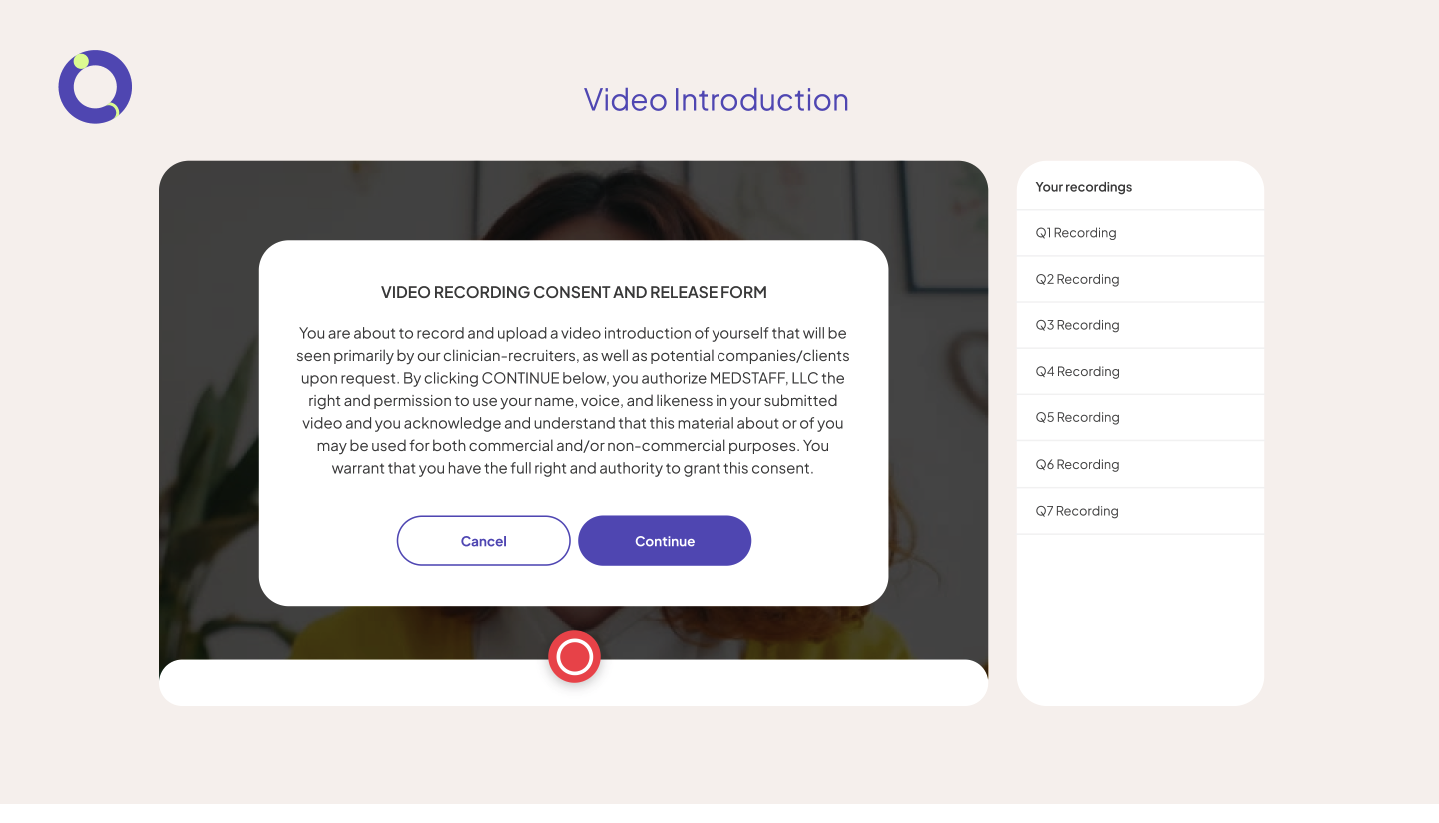 Video Introduction
VIDEO RECORDING CONSENT AND RELEASE FORM
You are about to record and upload a video introduction of yourself that will be
seen primarily by our clinician-recruiters, as well as potential companies/clients
upon request. By clicking CONTINUE below, you authorize MEDSTAFF, LLC the
right and permission to use your name, voice, and likeness in your submitted
video and you acknowledge and understand that this material about or of you
may be used for both commercial and/or non-commercial purposes. You
warrant that you have the full right and authority to grant this consent.
Cancel
Continue
Your recordings
Q1 Recording
Q2 Recording
Q3 Recording
Q4 Recording
Q5 Recording
Q6 Recording
Q7 Recording